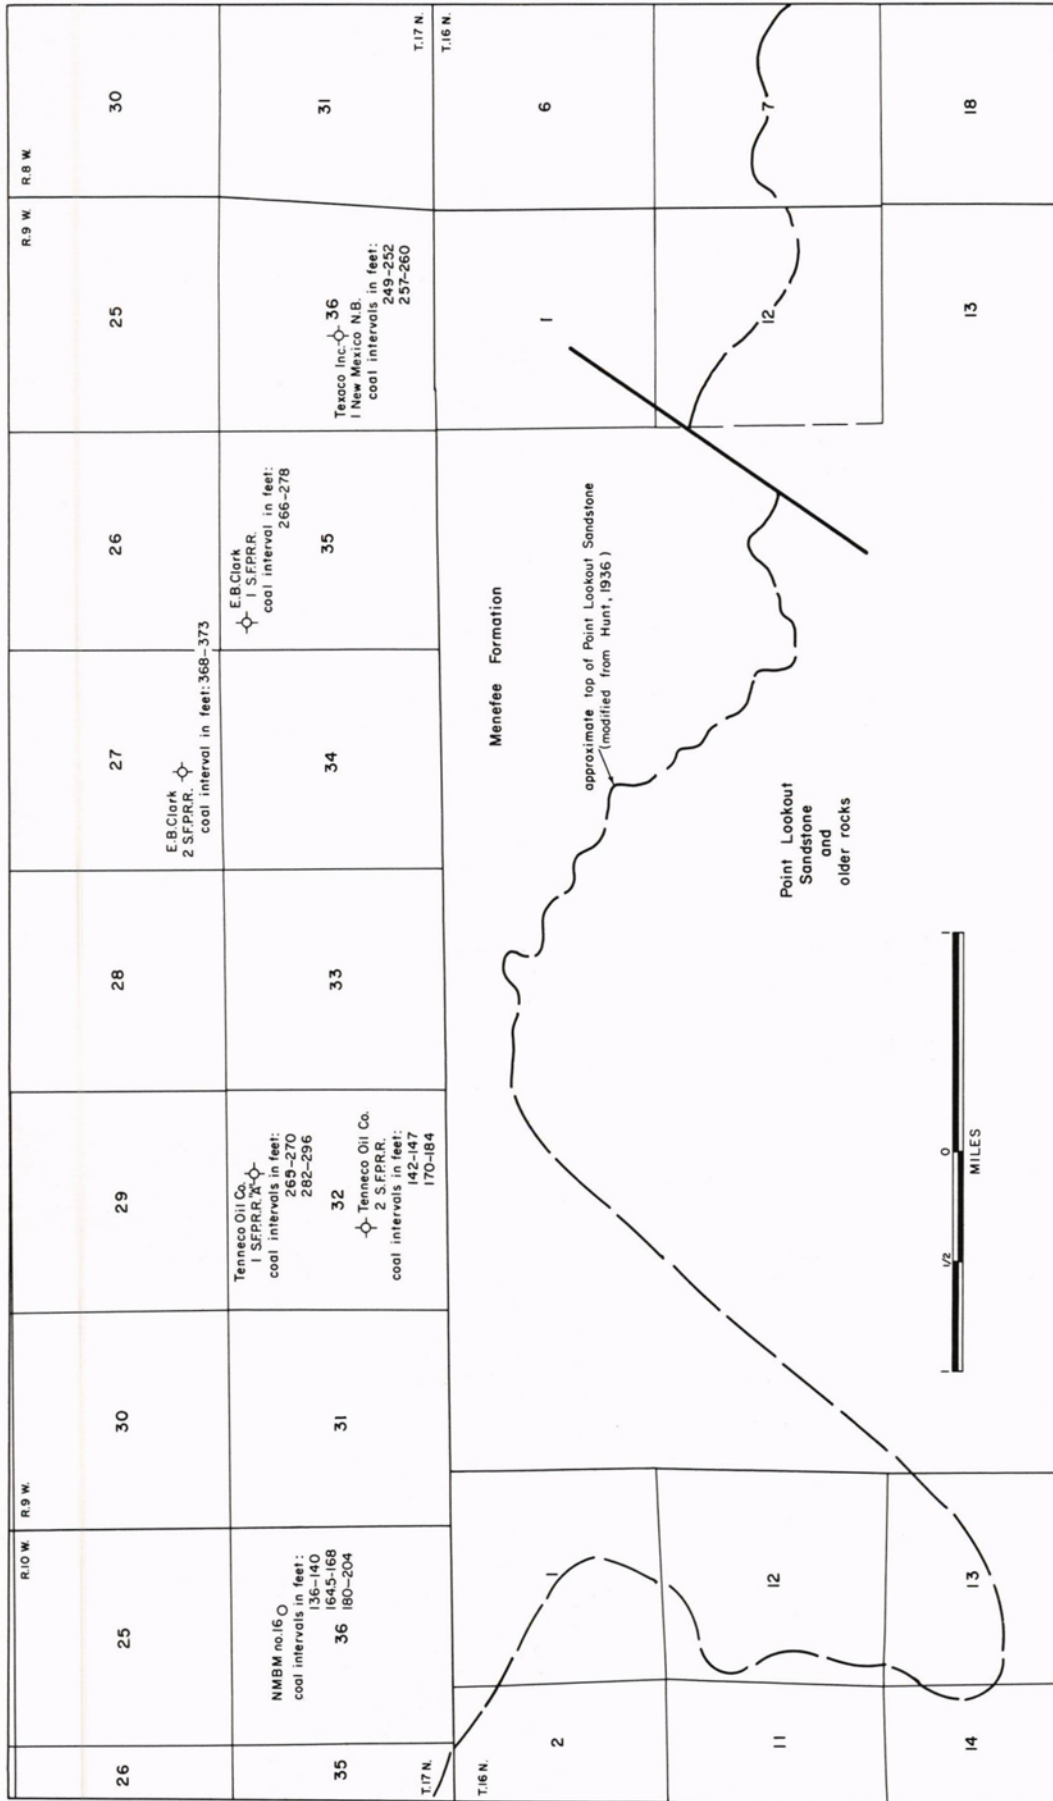 R.10 W.
R.9 W.
R.9 W.
R.8 W.
26
25
30
29
28
27
26
25
30
E.B.Clark
2 S.F.P.R.R.
coal interval in feet: 368-373
NMBM no.16
coal intervals in feet:
136-140
164.5-168
180-204
36
35
31
Tenneco Oil Co.
1 S.F.P.R.R. "A"
coal intervals in feet:
265-270
282-296
32
Tenneco Oil Co.
2 S.F.P.R.R.
coal intervals in feet:
142-147
170-184
33
34
E.B.Clark
1 S.F.P.R.R.
coal interval in feet:
266-278
35
Texaco Inc.
36
1 New Mexico N.B.
coal intervals in feet:
249-252
257-260
31
T.17 N.
T.16 N.
T.17 N.
T.16 N.
2
1
Menefee Formation
1
6
approximate top of Point Lookout Sandstone
(modified from Hunt, 1936)
11
12
12
7
Point Lookout
Sandstone
and
older rocks
14
13
13
18
1
1/2
0
1
MILES